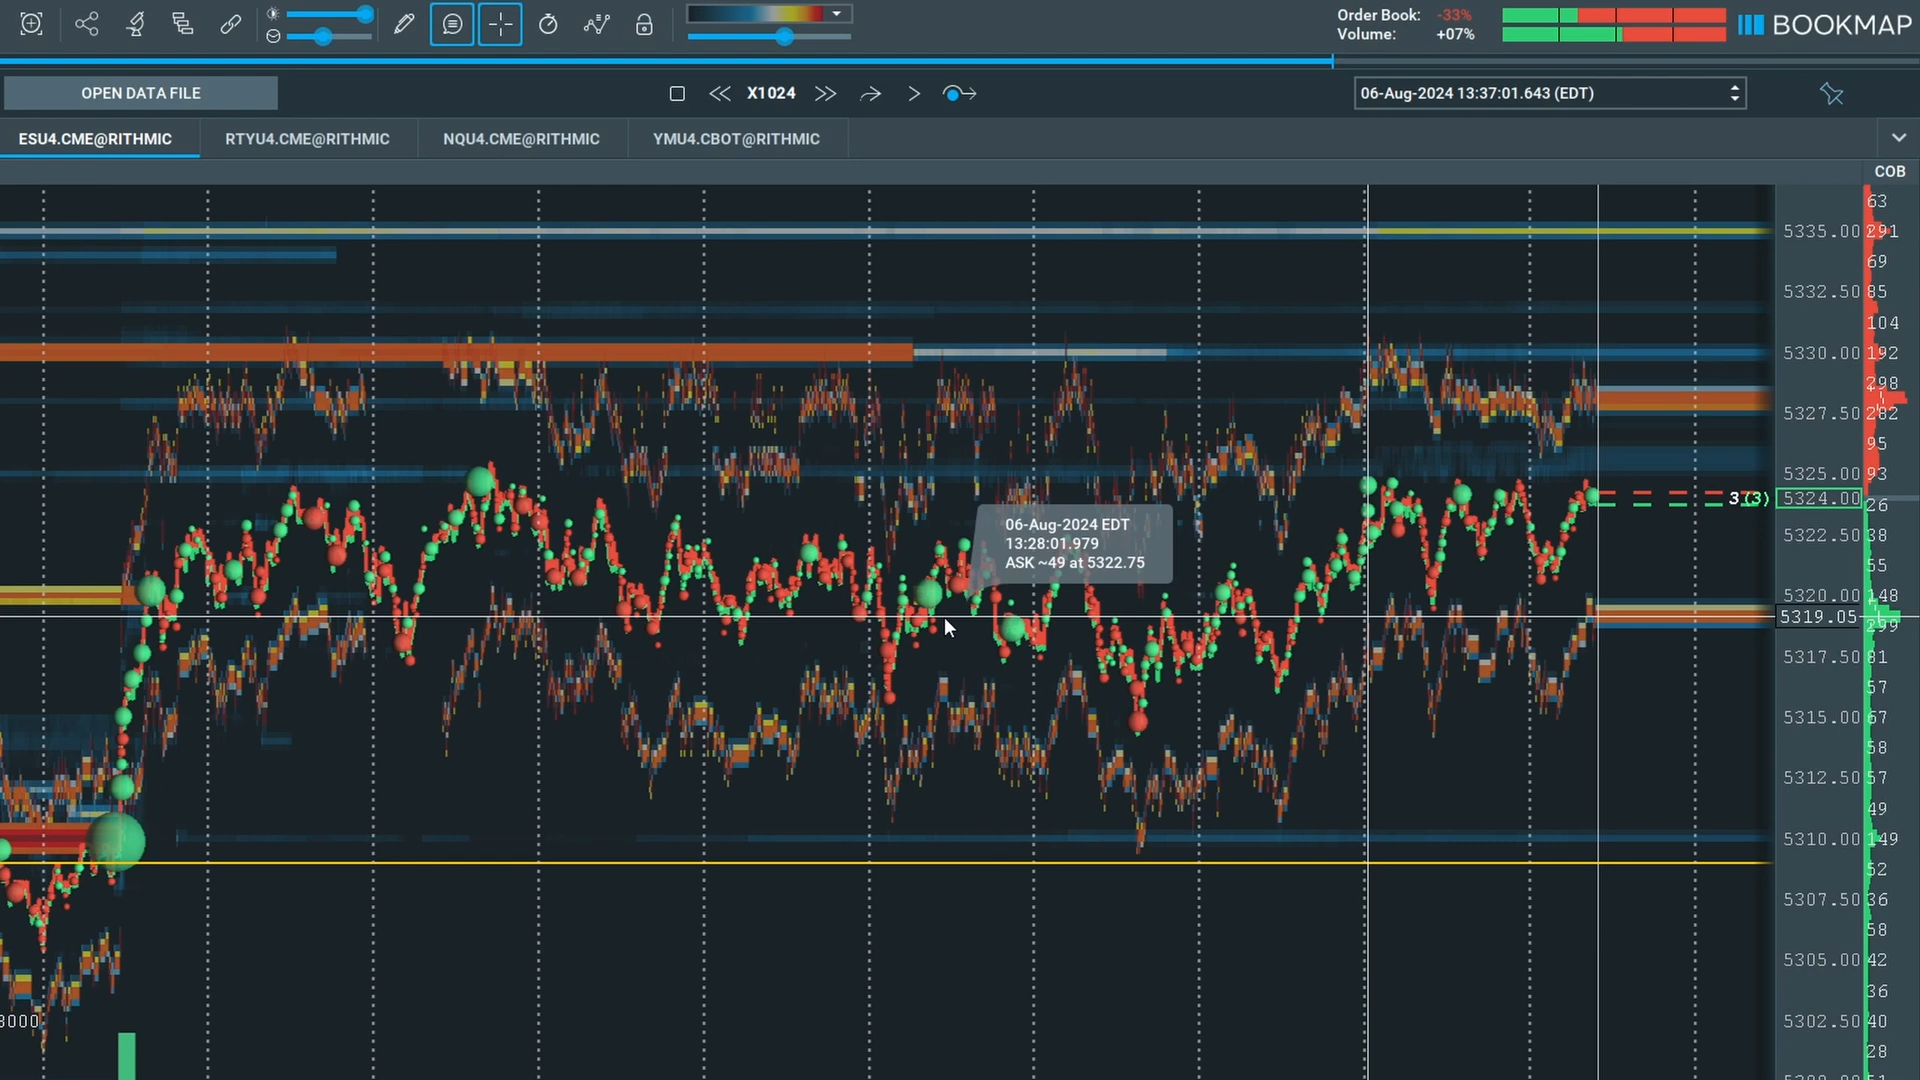 Order Book: -33%
Volume: +07%
BOOKMAP
OPEN DATA FILE
X1024
06-Aug-2024 13:37:01.643 (EDT)
ESU4.CME@RITHMIC
RTYU4.CME@RITHMIC
NQU4.CME@RITHMIC
YMU4.CBOT@RITHMIC
COB
63
5335.00 291
69
5332.50 85
104
5330.00 192
298
5327.50 282
95
5325.00 93
3 (3) 5324.00 26
06-Aug-2024 EDT
13:28:01.979
ASK ~49 at 5322.75
5322.50 38
55
5320.00 148
5319.05 299
5317.50 81
57
5315.00 67
58
5312.50 57
49
5310.00 149
52
5307.50 36
58
5305.00 42
36
5302.50 40
28